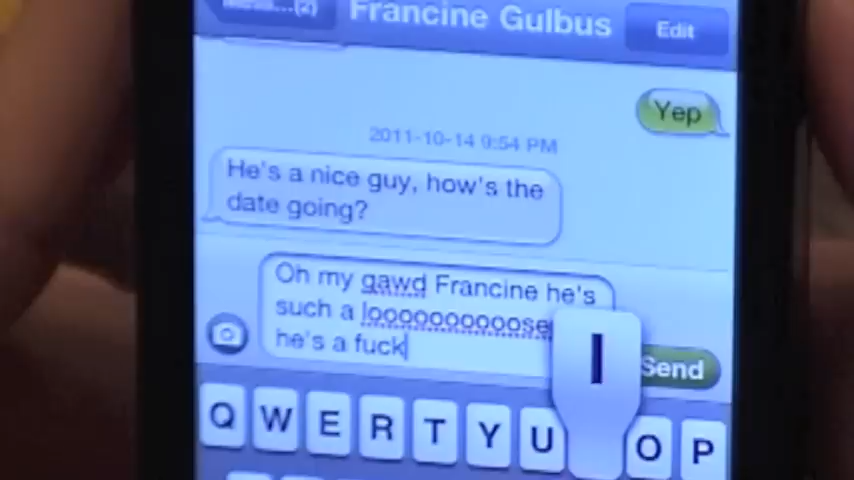 Francine Gulbus
Edit
Yep
2011-10-14 9:54 PM
He's a nice guy, how's the
date going?
Oh my gawd Francine he's
such a looooooooooose
he's a fuck
Send
Q W E R T Y U I O P